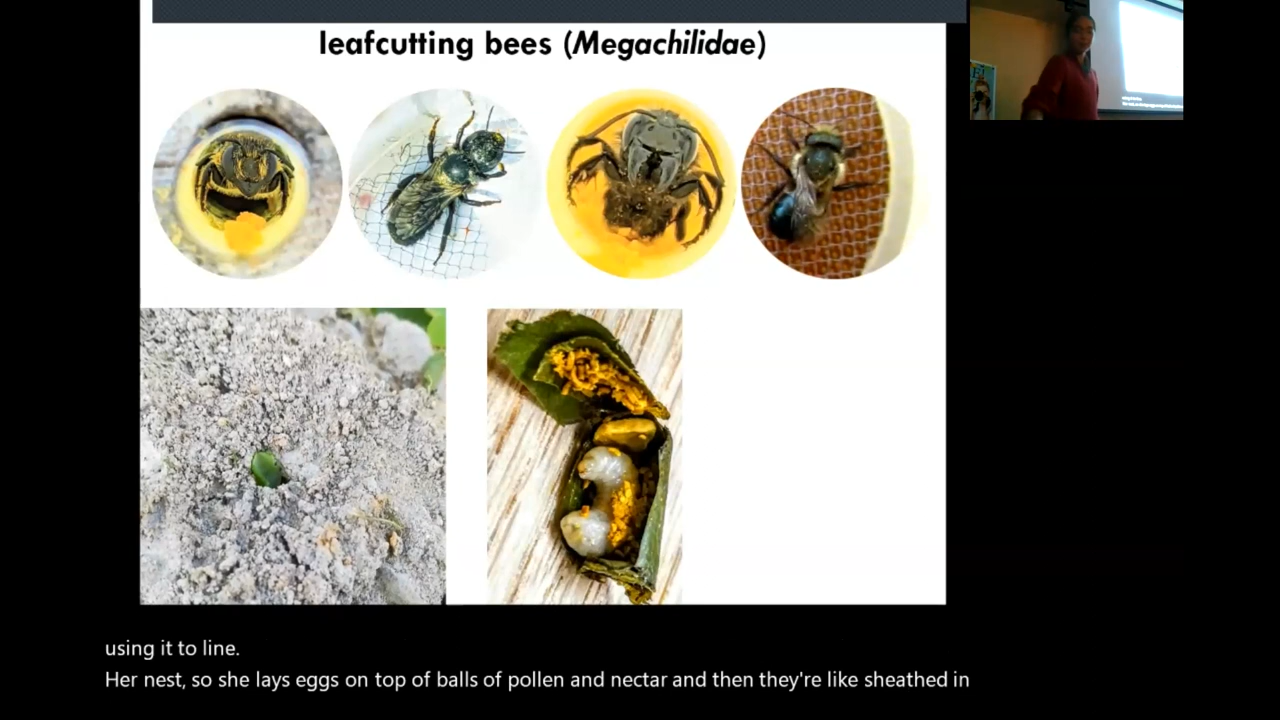 leafcutting bees (Megachilidae)
using it to line.
Her nest, so she lays eggs on top of balls of pollen and nectar and then they're like sheathed in